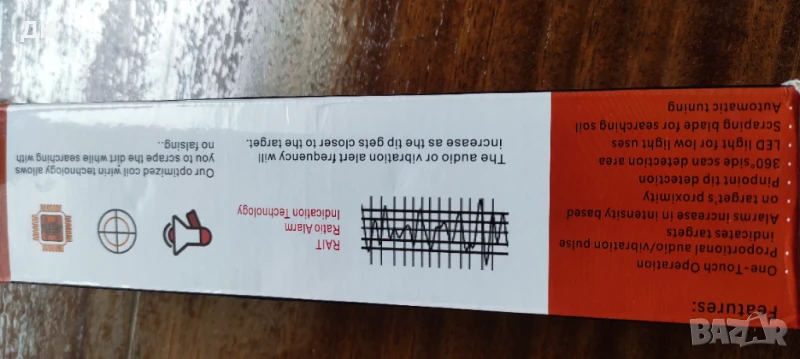 Features:
One-Touch Operation
Proportional audio/vibration pulse
indicates targets
Alarms increase in intensity based
on target's proximity
Pinpoint tip detection
360°side scan detection area
LED light for low light uses
Scraping blade for searching soil
Automatic tuning
RAIT
Ratio Alarm
Indication Technology
The audio or vibration alert frequency will
increase as the tip gets closer to the target.
Our optimized coil wirin technology allows
you to scrape the dirt while searching with
no falsing..
BAZAR